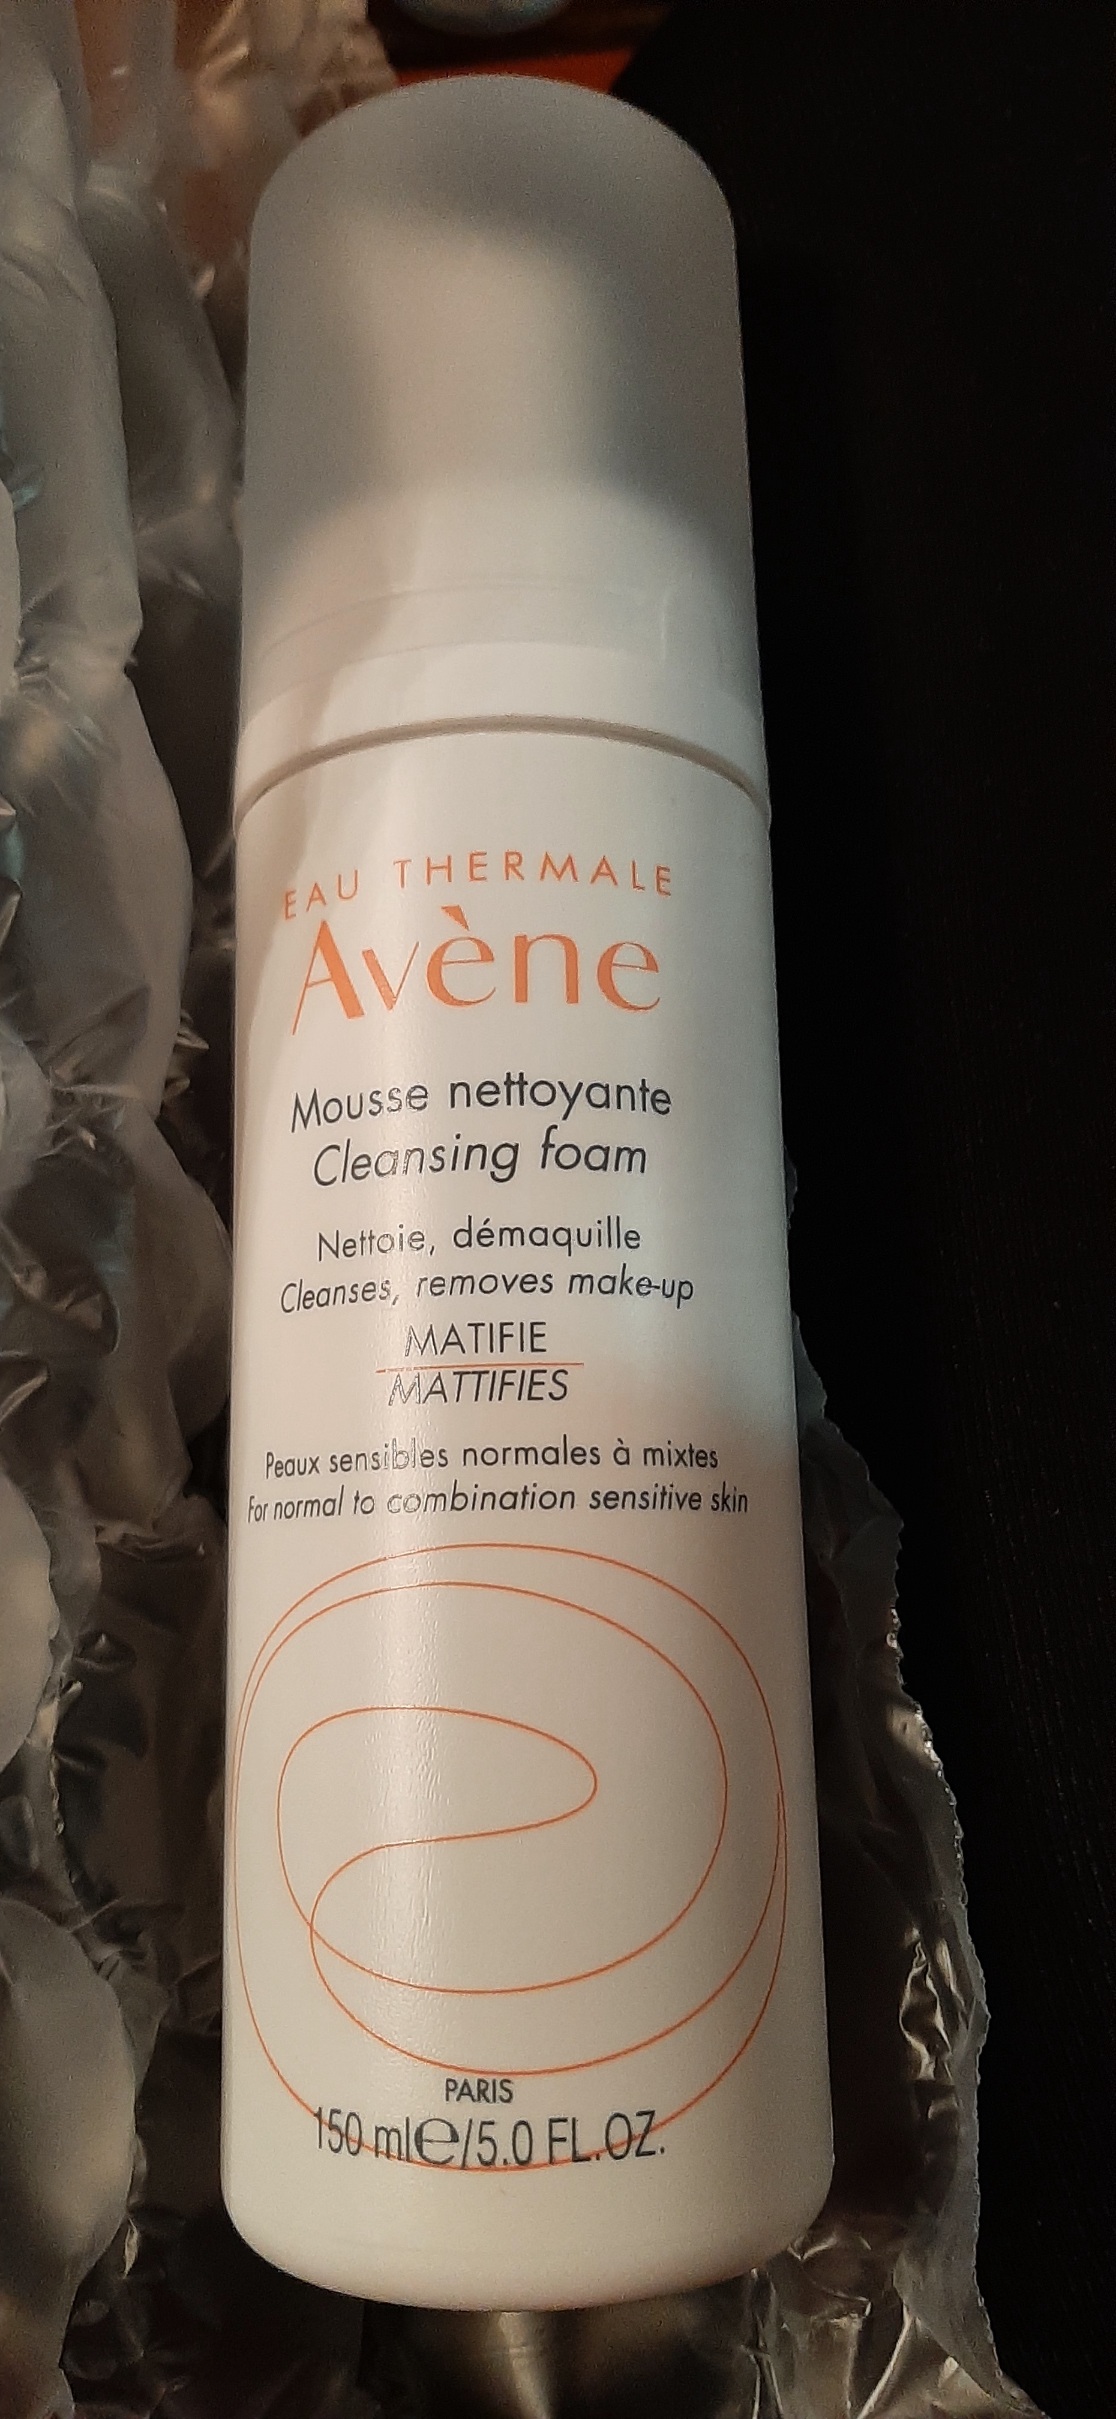 EAU THERMALE
Avène
Mousse nettoyante
Cleansing foam
Nettoie, démaquille
Cleanses, removes make-up
MATIFIE
MATTIFIES
Peaux sensibles normales à mixtes
For normal to combination sensitive skin
PARIS
150 ml℮/5.0 FL.OZ.